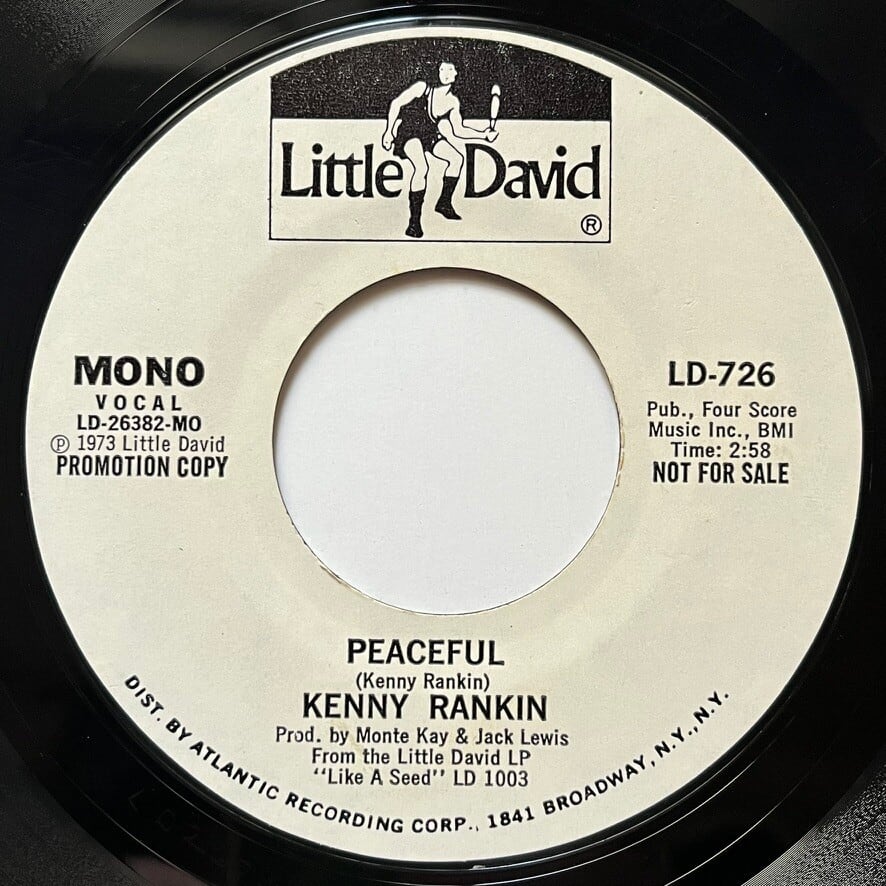 Little David
®
MONO
VOCAL
LD-26382-MO
Ⓟ 1973 Little David
PROMOTION COPY
LD-726
Pub., Four Score
Music Inc., BMI
Time: 2:58
NOT FOR SALE
PEACEFUL
(Kenny Rankin)
KENNY RANKIN
Prod. by Monte Kay & Jack Lewis
From the Little David LP
"Like A Seed" LD 1003
DIST. BY ATLANTIC RECORDING CORP., 1841 BROADWAY, N.Y., N.Y.